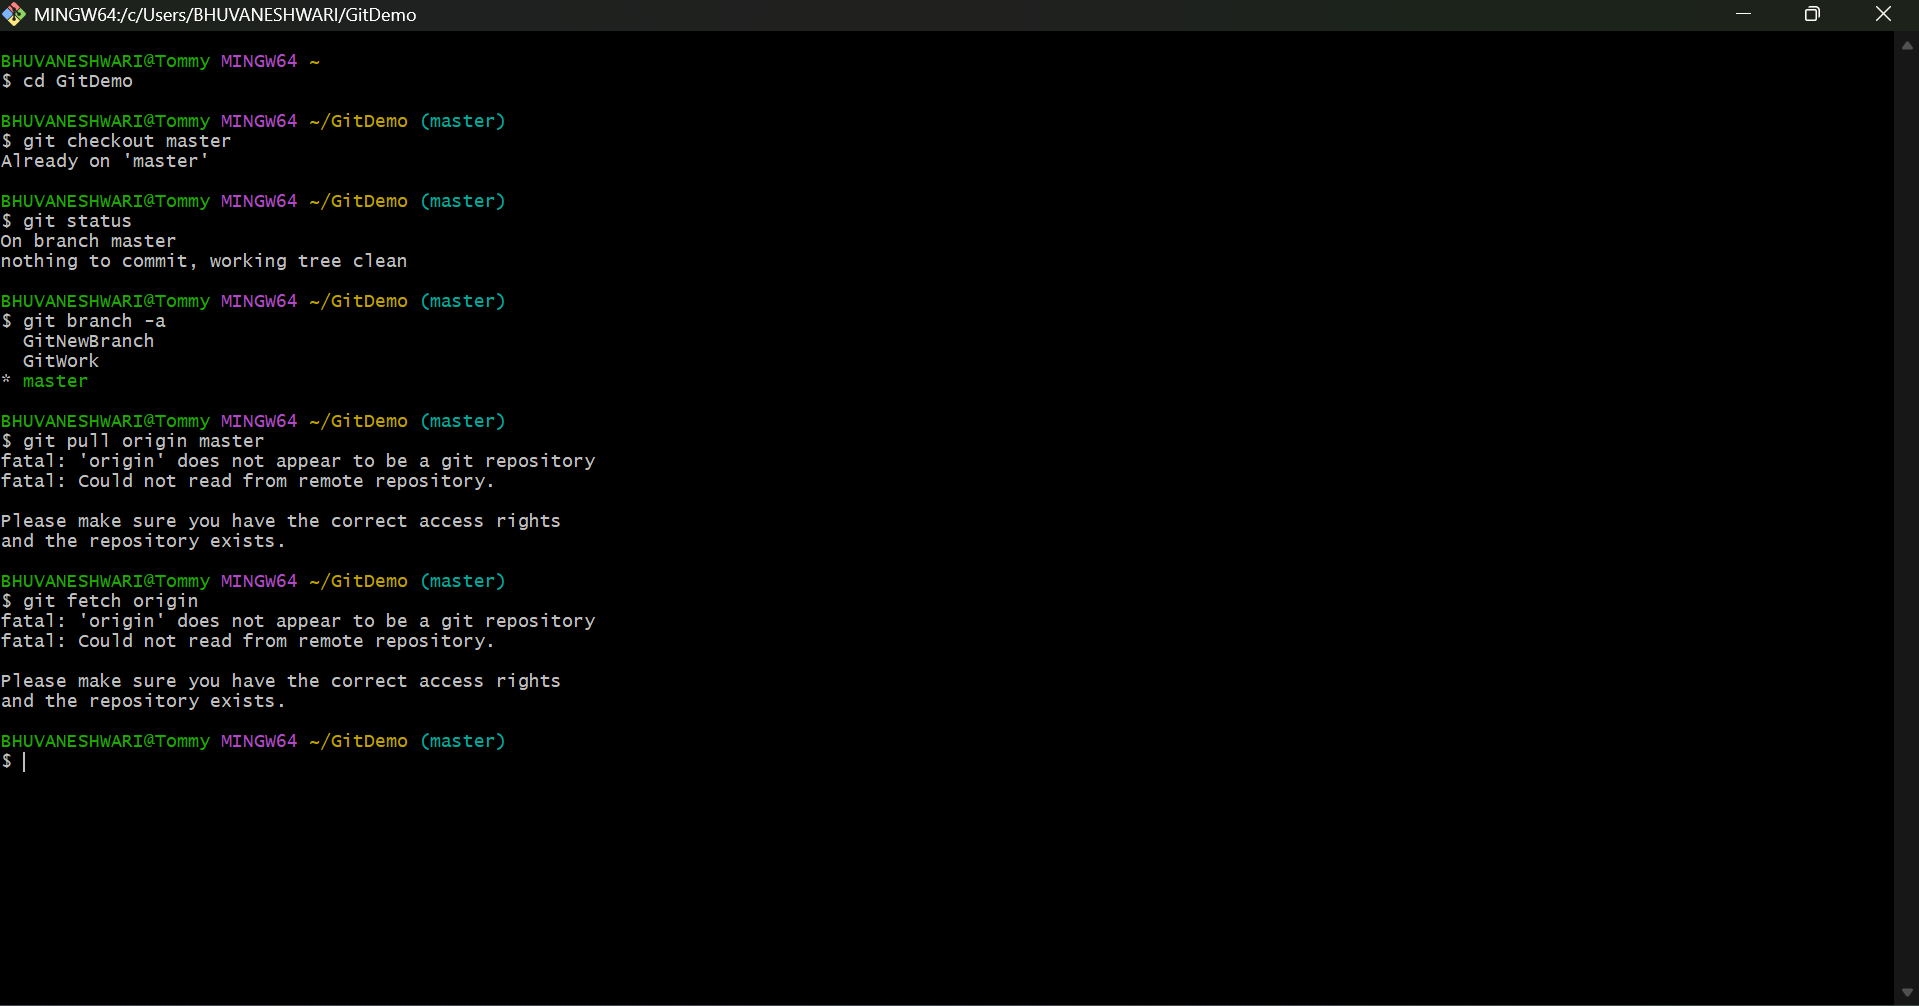 MINGW64:/c/Users/BHUVANESHWARI/GitDemo
BHUVANESHWARI@Tommy MINGW64 ~
$ cd GitDemo
BHUVANESHWARI@Tommy MINGW64 ~/GitDemo (master)
$ git checkout master
Already on 'master'
BHUVANESHWARI@Tommy MINGW64 ~/GitDemo (master)
$ git status
On branch master
nothing to commit, working tree clean
BHUVANESHWARI@Tommy MINGW64 ~/GitDemo (master)
$ git branch -a
  GitNewBranch
  GitWork
* master
BHUVANESHWARI@Tommy MINGW64 ~/GitDemo (master)
$ git pull origin master
fatal: 'origin' does not appear to be a git repository
fatal: Could not read from remote repository.
Please make sure you have the correct access rights
and the repository exists.
BHUVANESHWARI@Tommy MINGW64 ~/GitDemo (master)
$ git fetch origin
fatal: 'origin' does not appear to be a git repository
fatal: Could not read from remote repository.
Please make sure you have the correct access rights
and the repository exists.
BHUVANESHWARI@Tommy MINGW64 ~/GitDemo (master)
$